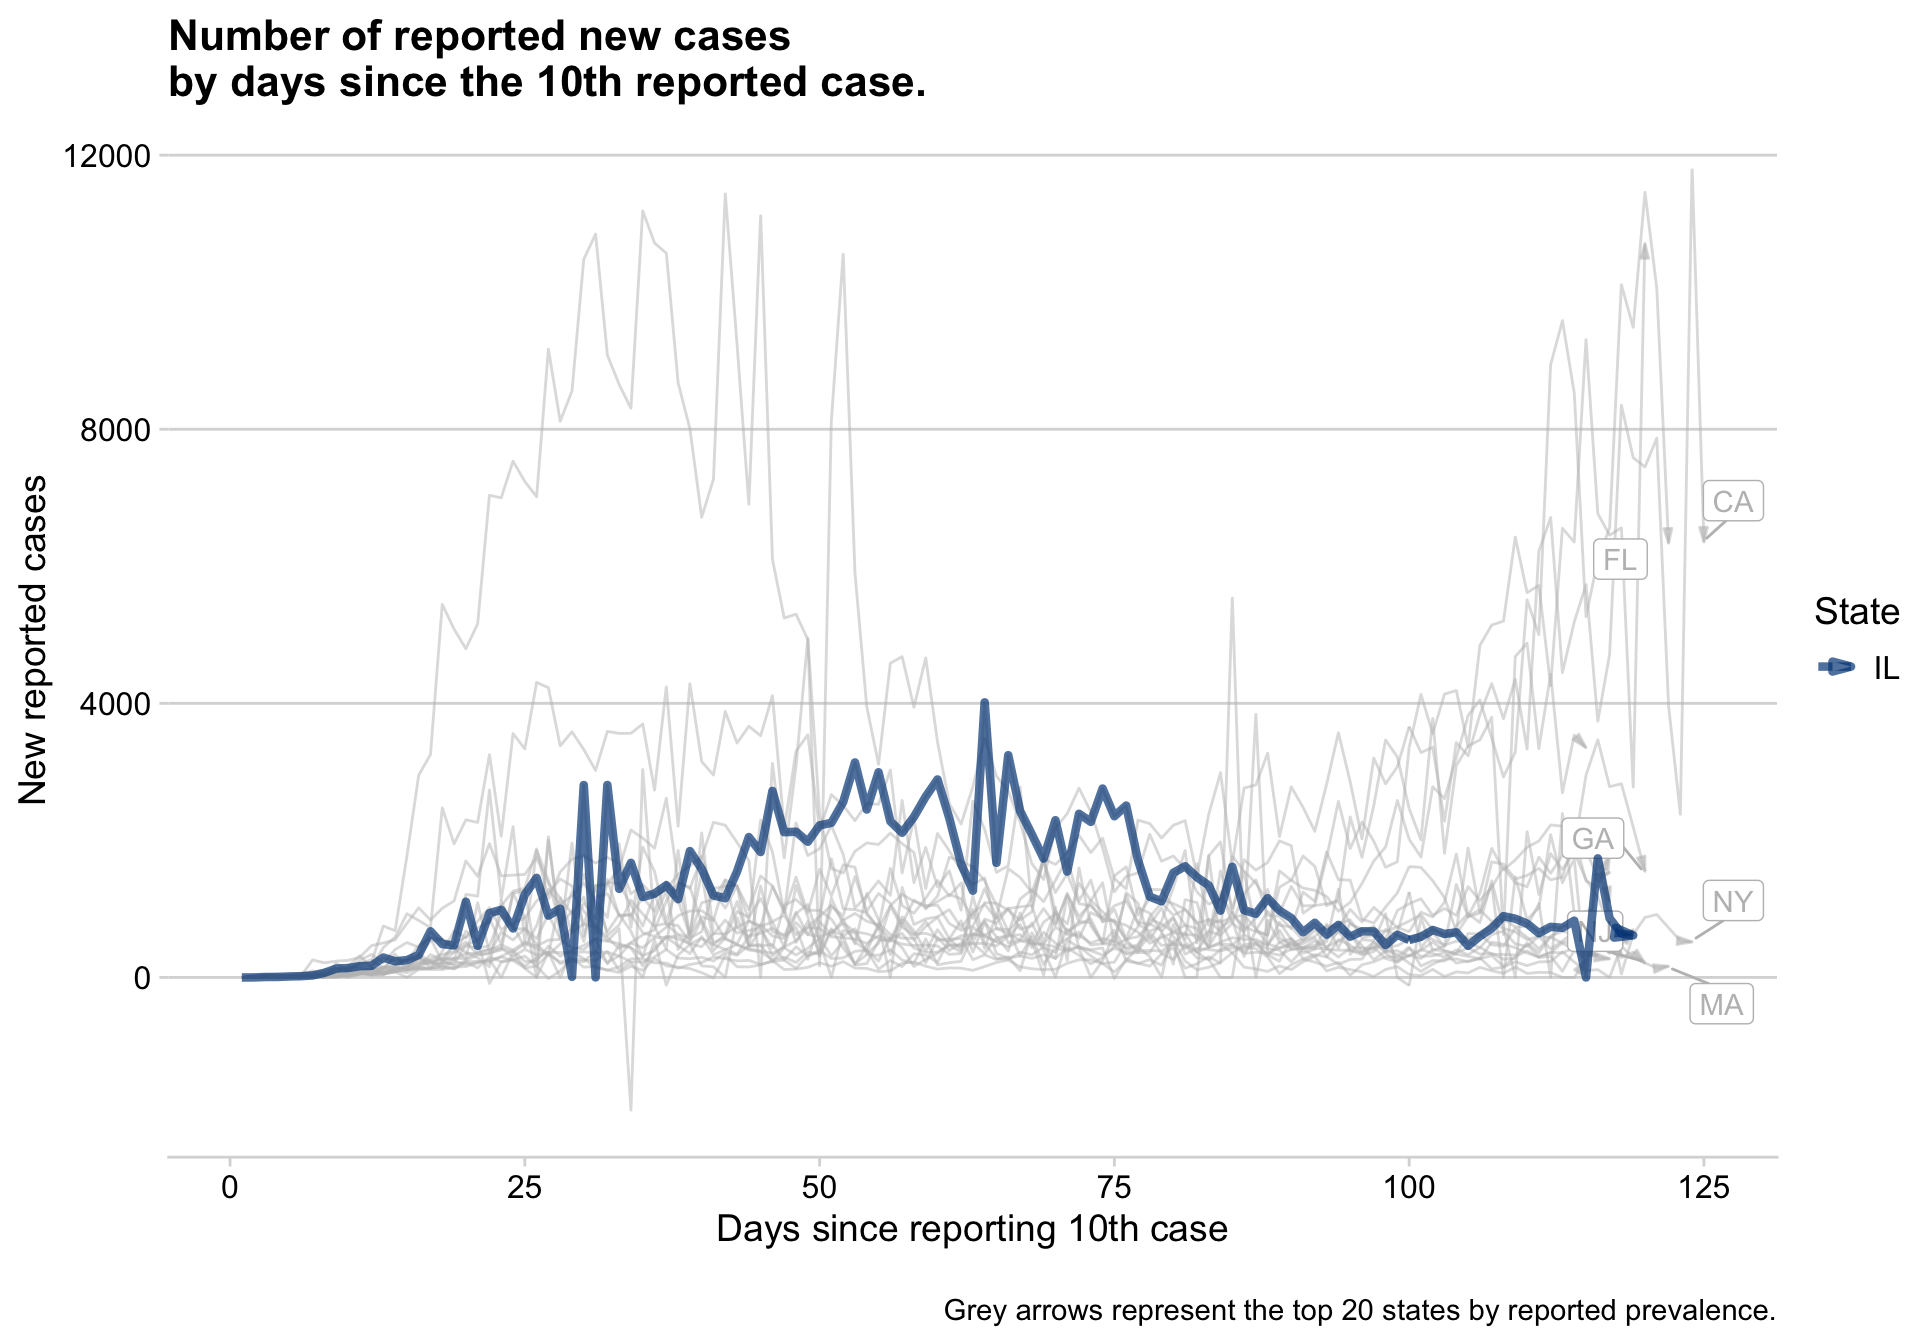 Number of reported new cases
by days since the 10th reported case.
12000
8000
4000
0
New reported cases
CA
FL
GA
NY
MA
State
IL
0 25 50 75 100 125
Days since reporting 10th case
Grey arrows represent the top 20 states by reported prevalence.